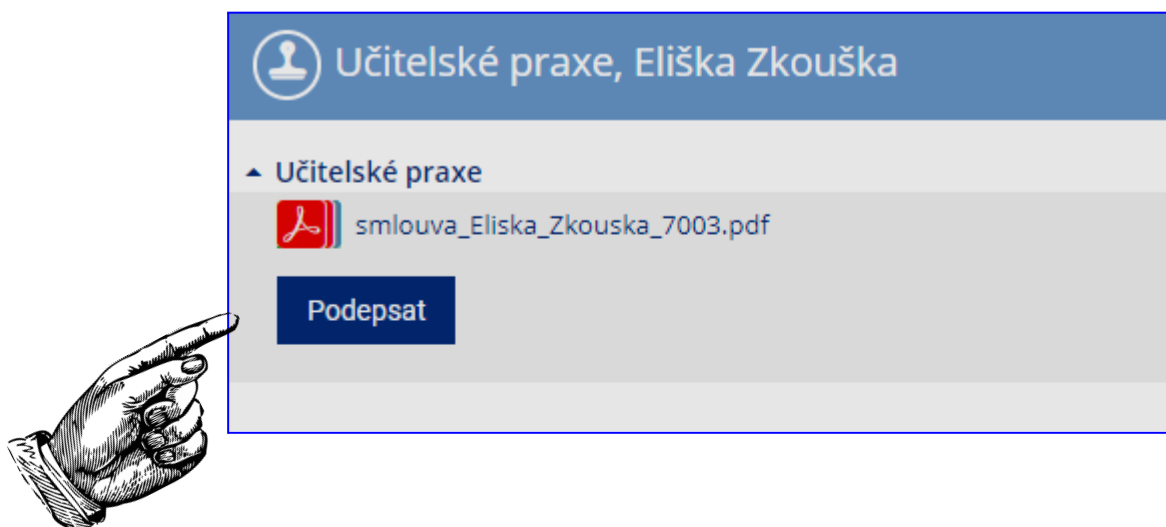 Učitelské praxe, Eliška Zkouška
Učitelské praxe
smlouva_Eliska_Zkouska_7003.pdf
Podepsat